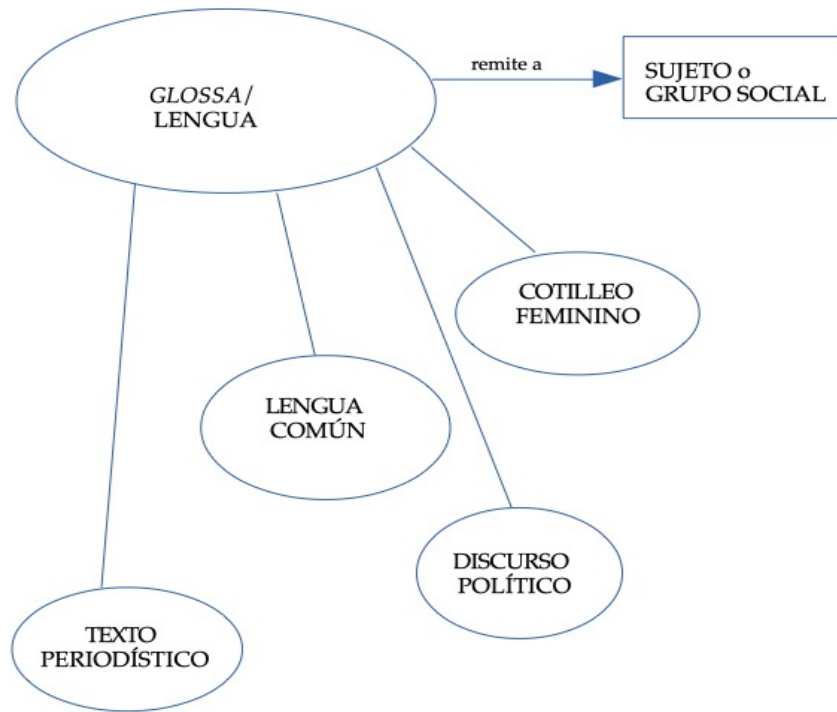 GLOSSA/
LENGUA
remite a
SUJETO o
GRUPO SOCIAL
COTILLEO
FEMININO
LENGUA
COMÚN
DISCURSO
POLÍTICO
TEXTO
PERIODÍSTICO